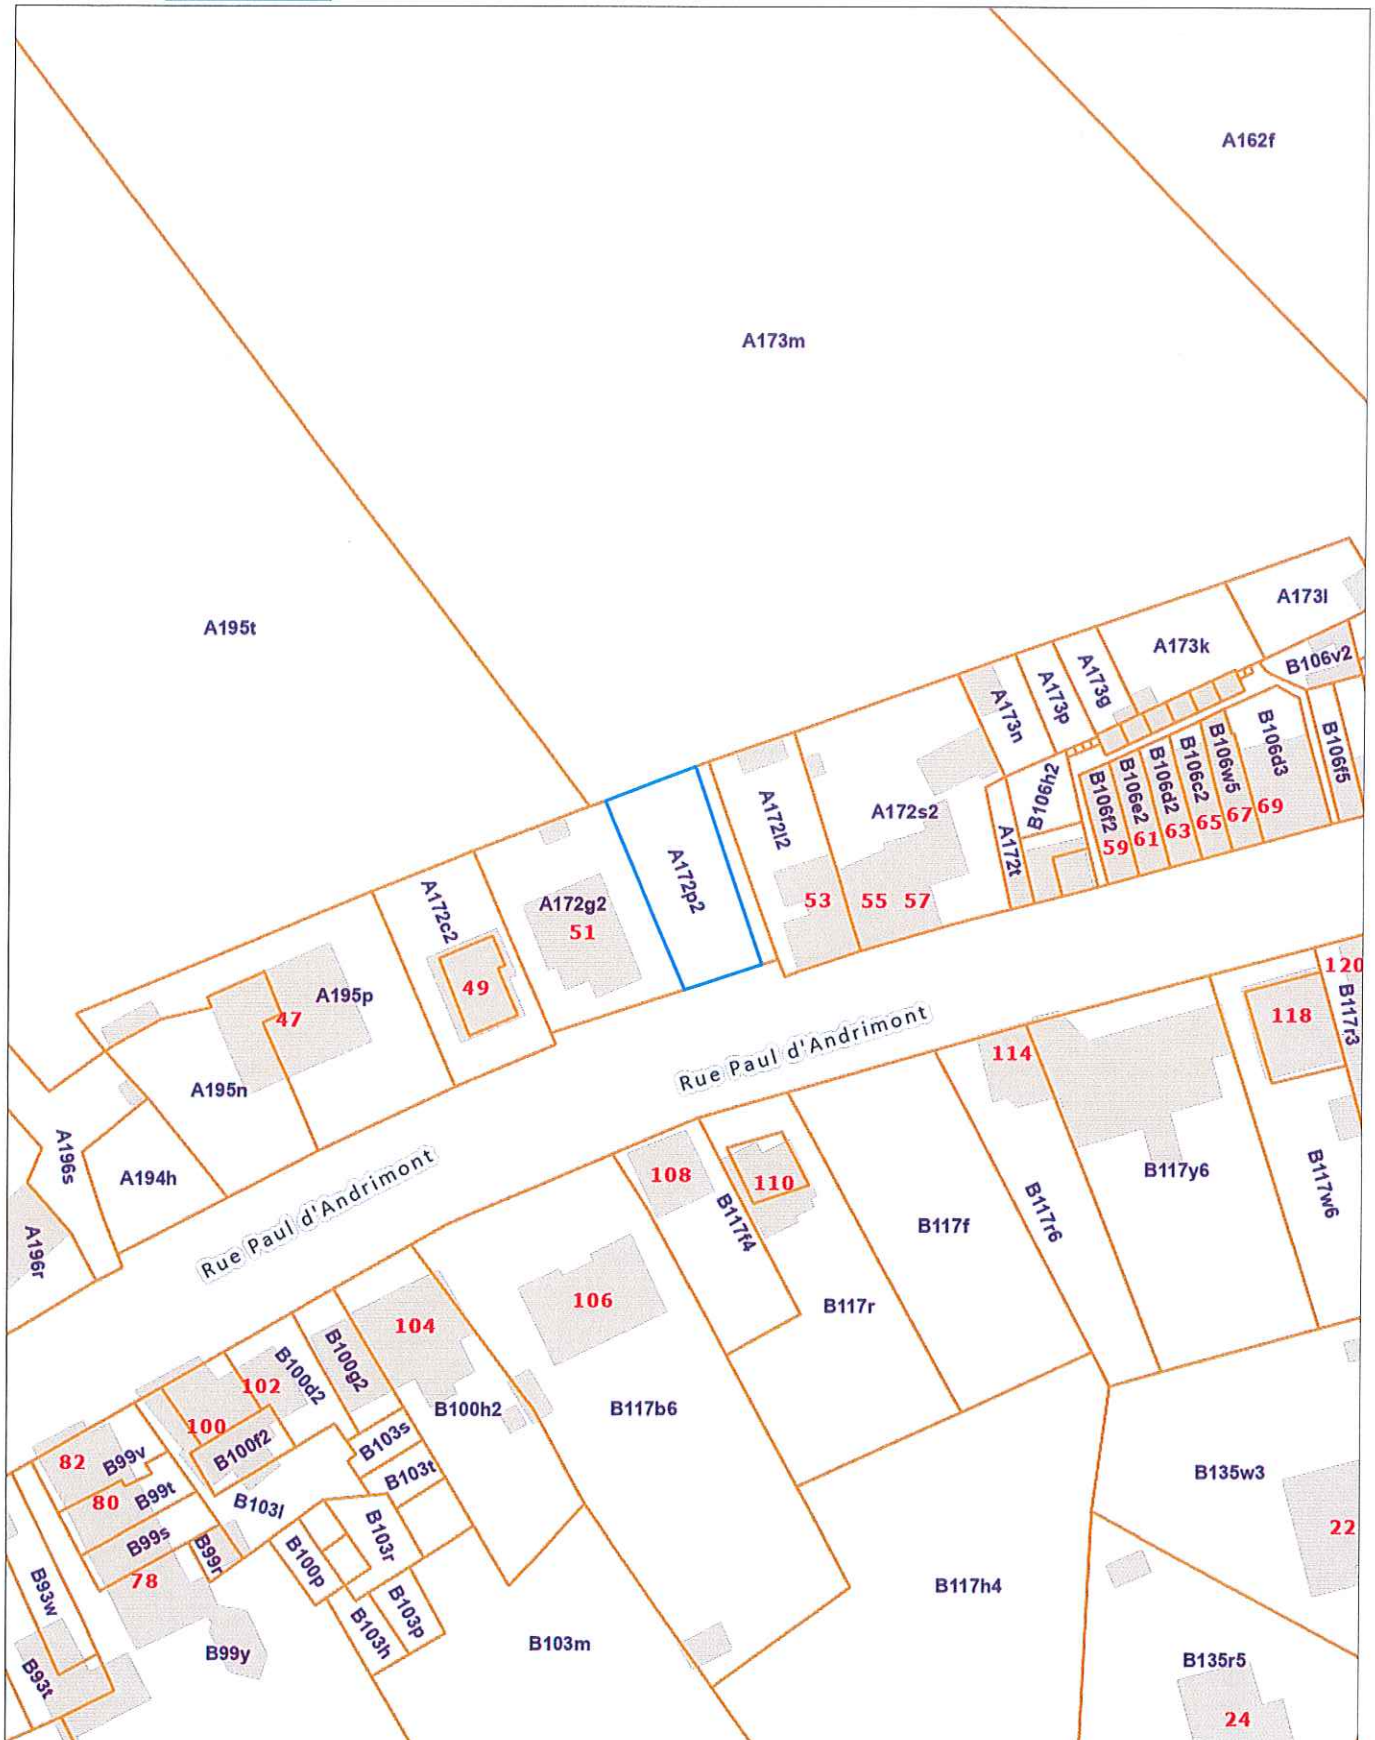 A162f
A173m
A195t
A173l
A173k
B106v2
A173g
A173p
A173n
B106d3
B106f5
B106w5
B106c2
B106d2
B106e2
B106f2
B106h2
A172t
69
67
65
63
61
59
A172s2
A172l2
A172p2
53
55
57
A172g2
51
A172c2
49
A195p
47
A195n
Rue Paul d'Andrimont
120
B117r3
118
114
A196s
A194h
A196r
Rue Paul d'Andrimont
108
110
B117f4
B117f
B117r6
B117y6
B117w6
106
B117r
104
B100g2
B100d2
102
100
B100f2
B100h2
B117b6
82
B99v
80
B99t
B103s
B103t
B103l
B99s
B99r
78
B103r
B100p
B135w3
22
B93w
B103p
B103h
B117h4
B99y
B103m
B93t
B135r5
24